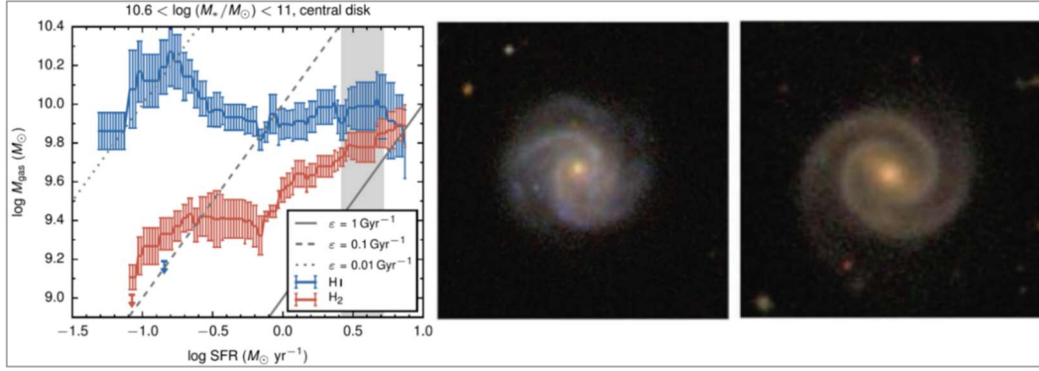 10.6 < log (M*/M☉) < 11, central disk
10.4
10.2
10.0
9.8
9.6
9.4
9.2
9.0
log Mgas (M☉)
ε = 1 Gyr⁻¹
ε = 0.1 Gyr⁻¹
ε = 0.01 Gyr⁻¹
HI
H₂
−1.5 −1.0 −0.5 0.0 0.5 1.0
log SFR (M☉ yr⁻¹)